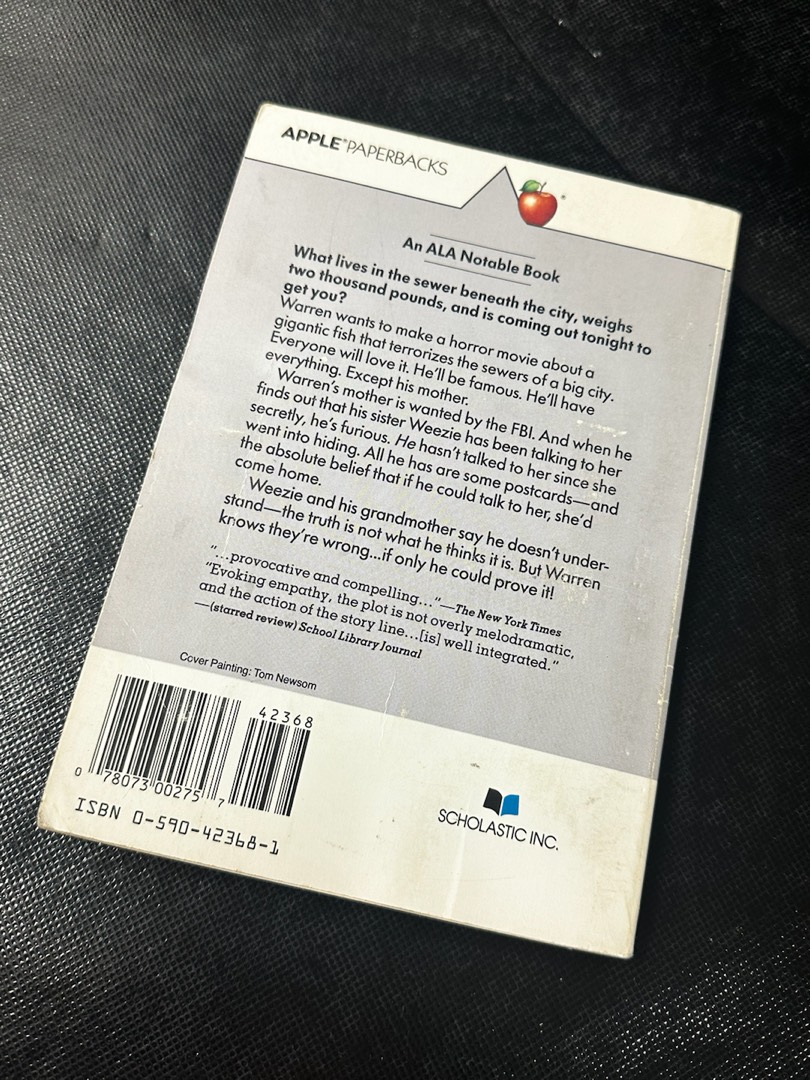 APPLE® PAPERBACKS
An ALA Notable Book
What lives in the sewer beneath the city, weighs
two thousand pounds, and is coming out tonight to
get you?
Warren wants to make a horror movie about a
gigantic fish that terrorizes the sewers of a big city.
Everyone will love it. He'll be famous. He'll have
everything. Except his mother.
Warren's mother is wanted by the FBI. And when he
finds out that his sister Weezie has been talking to her
secretly, he's furious. He hasn't talked to her since she
went into hiding. All he has are some postcards—and
the absolute belief that if he could talk to her, she'd
come home.
Weezie and his grandmother say he doesn't under-
stand—the truth is not what he thinks it is. But Warren
knows they're wrong...if only he could prove it!
"...provocative and compelling..."—The New York Times
"Evoking empathy, the plot is not overly melodramatic,
and the action of the story line...[is] well integrated."
—(starred review) School Library Journal
Cover Painting: Tom Newsom
42368
0 78073 00275 7
ISBN 0-590-42368-1
SCHOLASTIC INC.